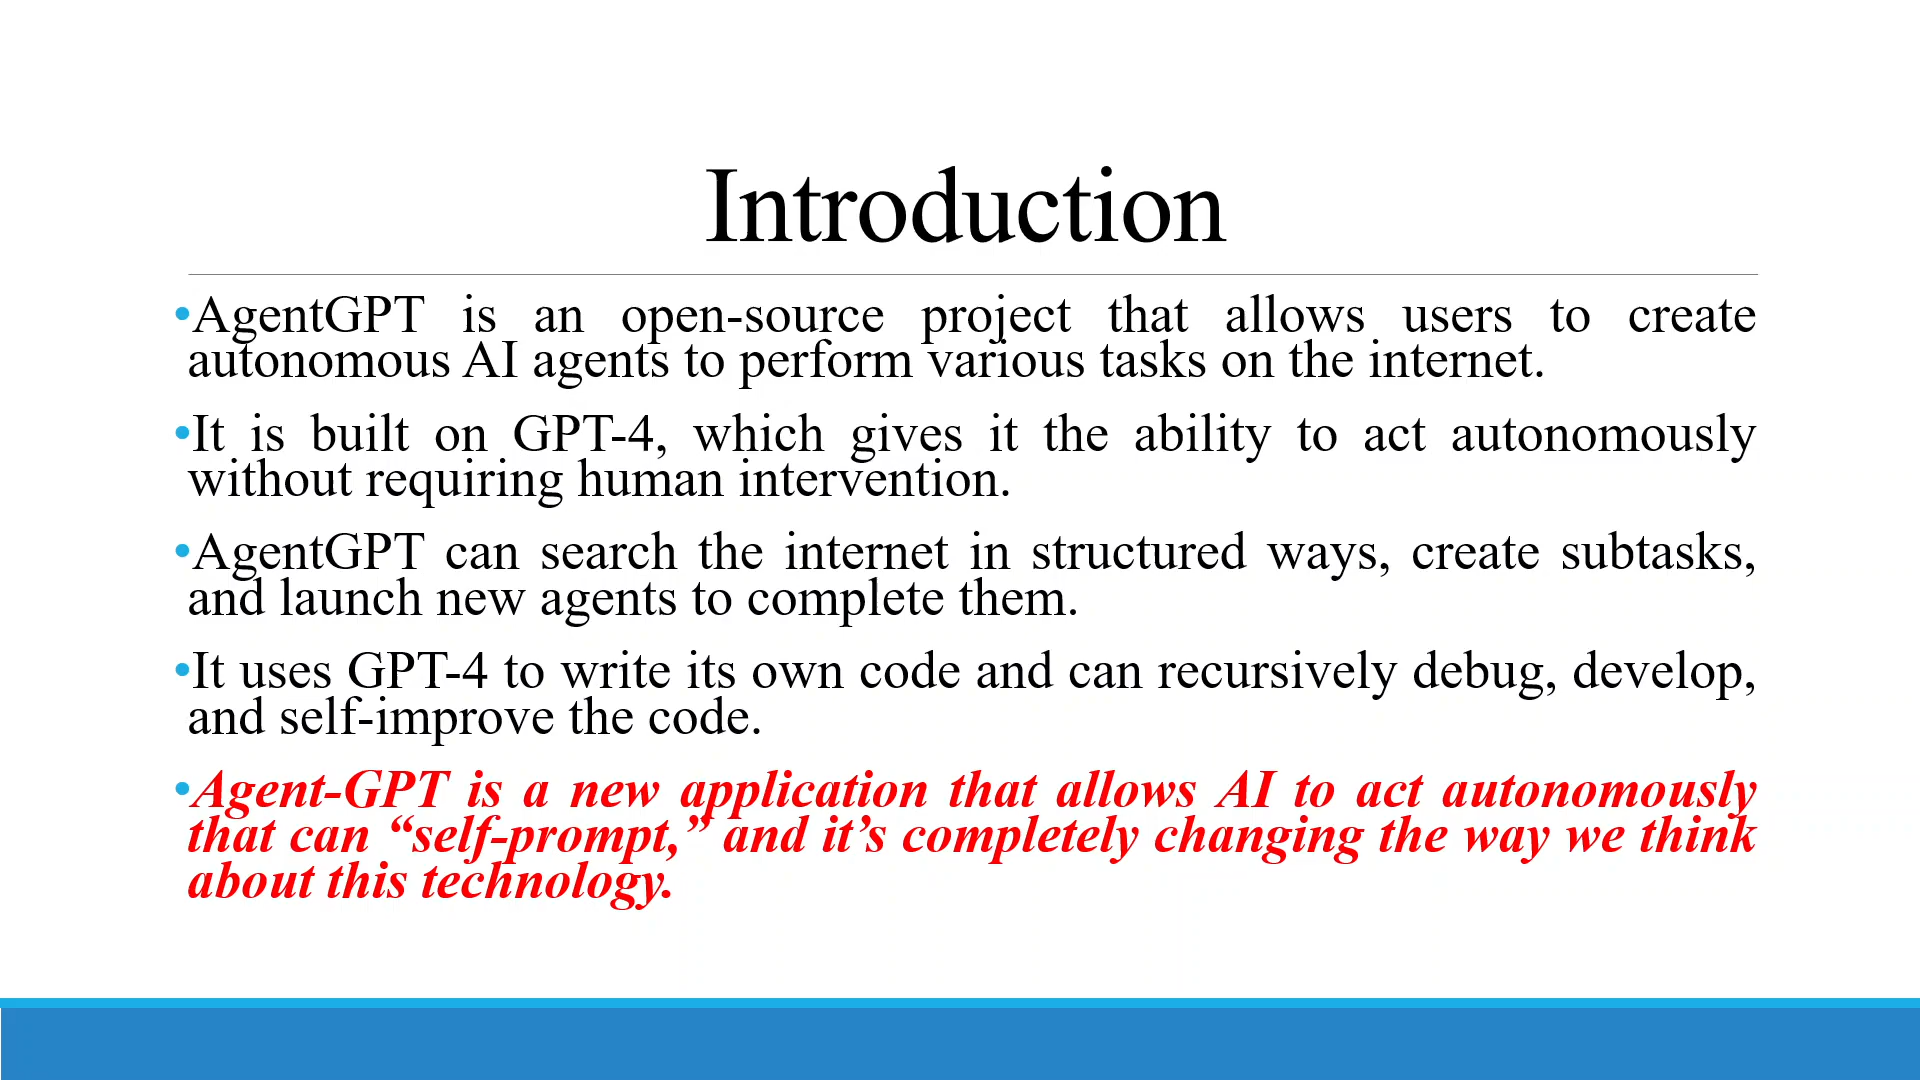 Introduction
•AgentGPT is an open-source project that allows users to create
autonomous AI agents to perform various tasks on the internet.
•It is built on GPT-4, which gives it the ability to act autonomously
without requiring human intervention.
•AgentGPT can search the internet in structured ways, create subtasks,
and launch new agents to complete them.
•It uses GPT-4 to write its own code and can recursively debug, develop,
and self-improve the code.
•Agent-GPT is a new application that allows AI to act autonomously
that can “self-prompt,” and it’s completely changing the way we think
about this technology.